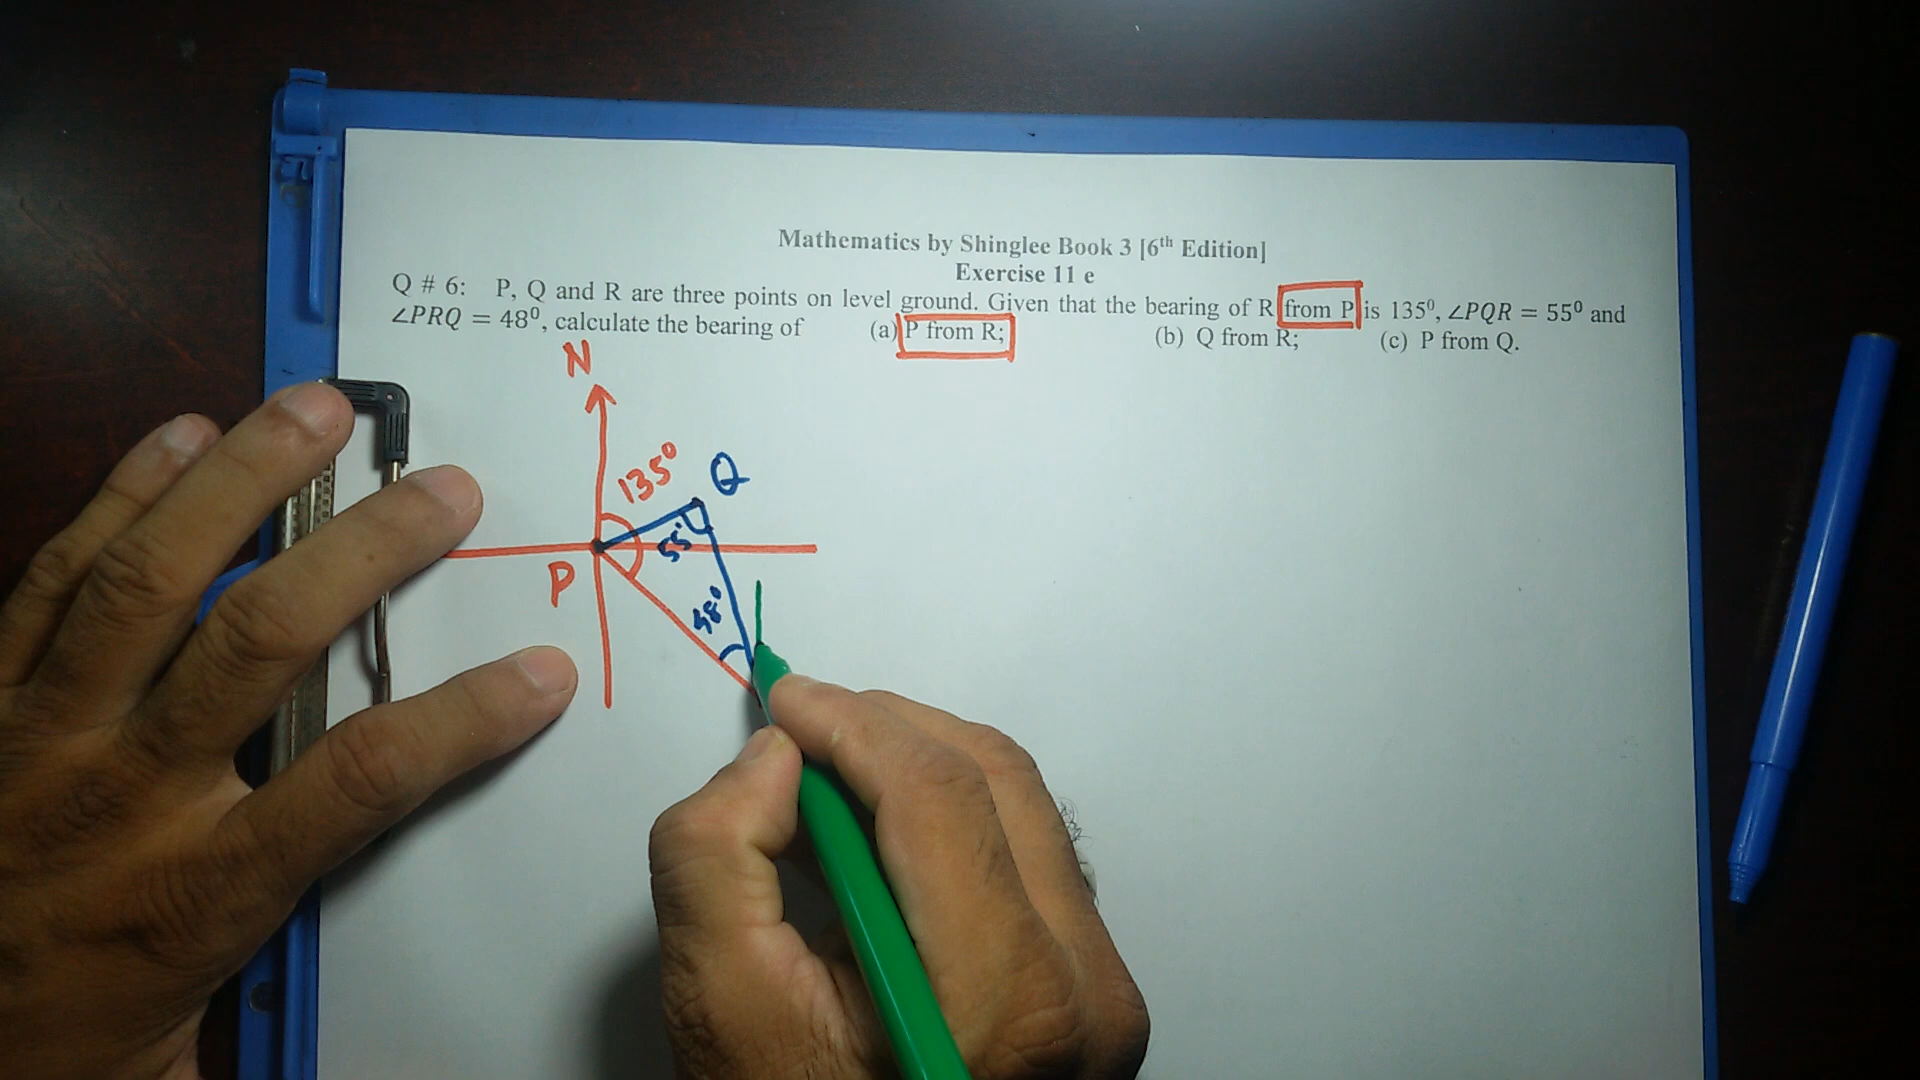 Mathematics by Shinglee Book 3 [6th Edition]
Exercise 11 e
Q # 6: P, Q and R are three points on level ground. Given that the bearing of R from P is 135⁰, ∠PQR = 55⁰ and
∠PRQ = 48⁰, calculate the bearing of (a) P from R; (b) Q from R; (c) P from Q.
N
135⁰
Q
55°
P
48⁰